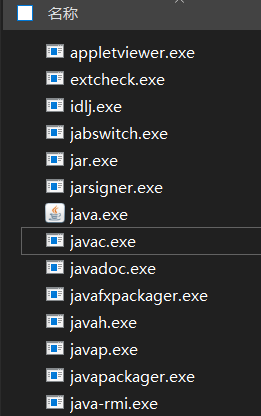 名称
appletviewer.exe
extcheck.exe
idlj.exe
jabswitch.exe
jar.exe
jarsigner.exe
java.exe
javac.exe
javadoc.exe
javafxpackager.exe
javah.exe
javap.exe
javapackager.exe
java-rmi.exe